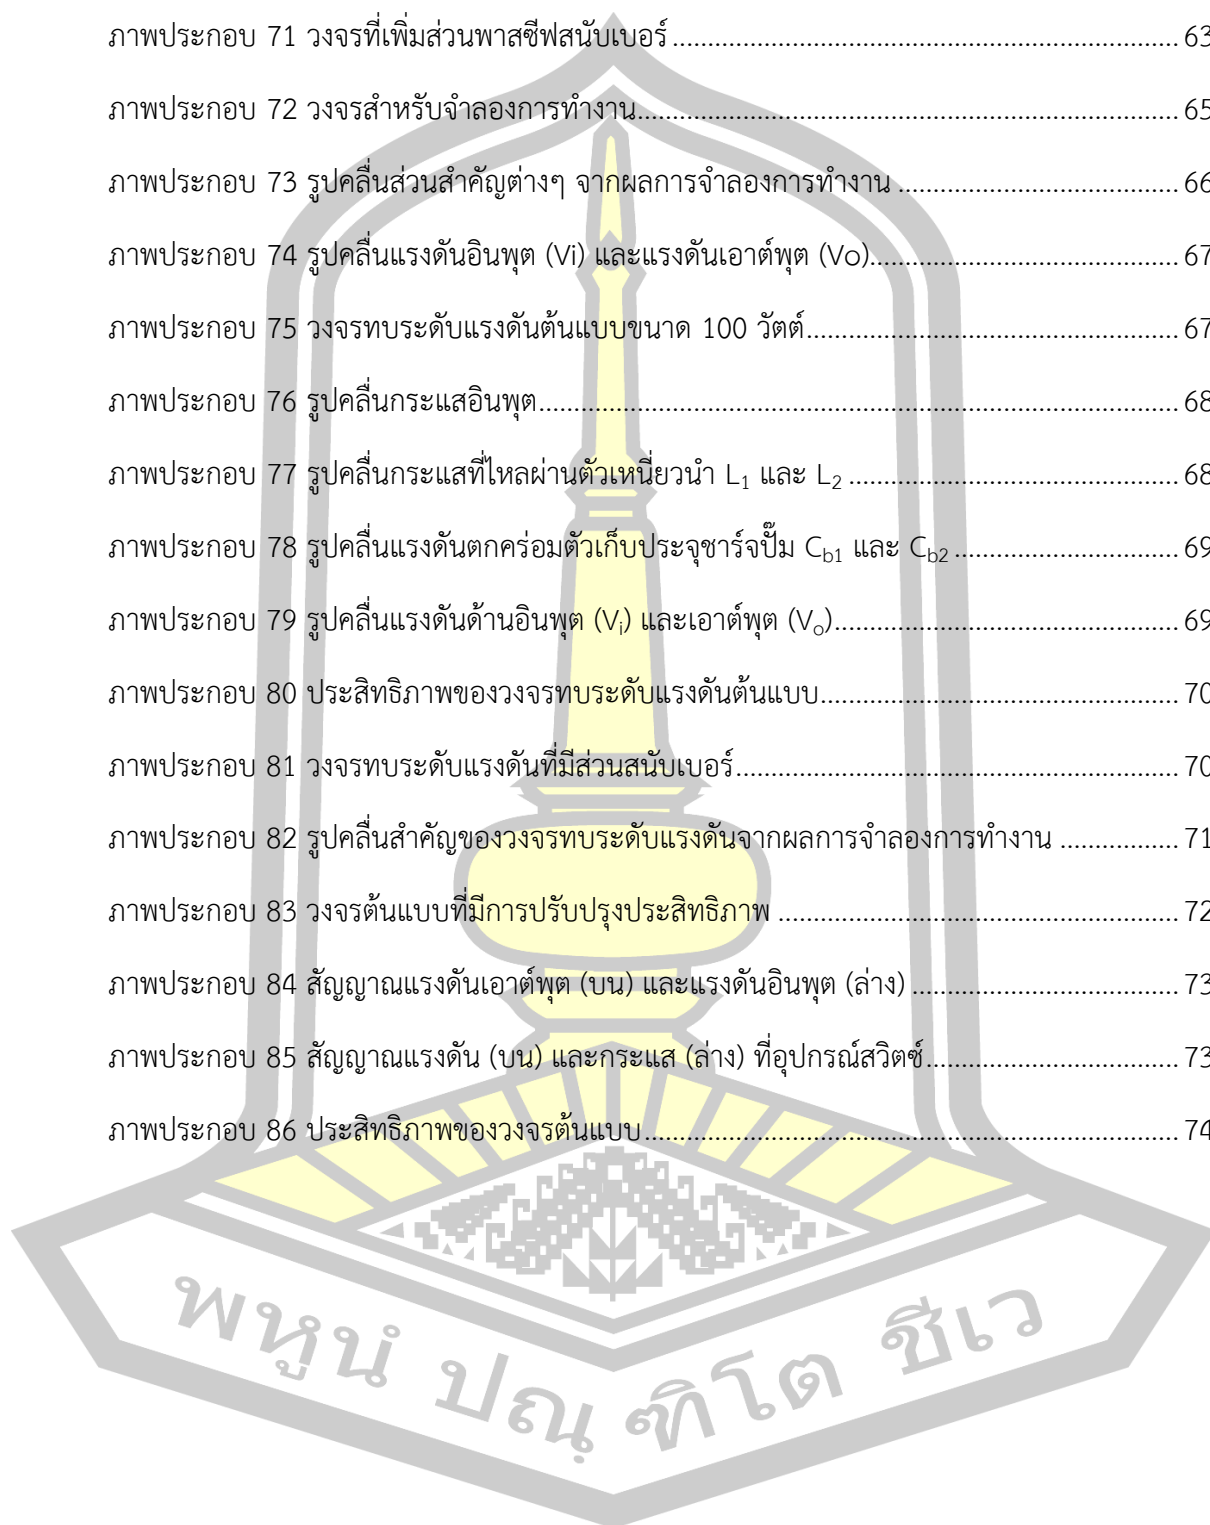 ภาพประกอบ 71 วงจรที่เพิ่มส่วนพาสซีฟสนับเบอร์ ........................................................ 63
ภาพประกอบ 72 วงจรสำหรับจำลองการทำงาน............................................................ 65
ภาพประกอบ 73 รูปคลื่นส่วนสำคัญต่างๆ จากผลการจำลองการทำงาน ............................... 66
ภาพประกอบ 74 รูปคลื่นแรงดันอินพุต (Vi) และแรงดันเอาต์พุต (Vo).................................. 67
ภาพประกอบ 75 วงจรทบระดับแรงดันต้นแบบขนาด 100 วัตต์......................................... 67
ภาพประกอบ 76 รูปคลื่นกระแสอินพุต...................................................................... 68
ภาพประกอบ 77 รูปคลื่นกระแสที่ไหลผ่านตัวเหนี่ยวนำ L₁ และ L₂ .................................... 68
ภาพประกอบ 78 รูปคลื่นแรงดันตกคร่อมตัวเก็บประจุชาร์จปั๊ม C_b1 และ C_b2 ......................... 69
ภาพประกอบ 79 รูปคลื่นแรงดันด้านอินพุต (Vᵢ) และเอาต์พุต (Vₒ)...................................... 69
ภาพประกอบ 80 ประสิทธิภาพของวงจรทบระดับแรงดันต้นแบบ........................................ 70
ภาพประกอบ 81 วงจรทบระดับแรงดันที่มีส่วนสนับเบอร์.................................................. 70
ภาพประกอบ 82 รูปคลื่นสำคัญของวงจรทบระดับแรงดันจากผลการจำลองการทำงาน ............... 71
ภาพประกอบ 83 วงจรต้นแบบที่มีการปรับปรุงประสิทธิภาพ ............................................. 72
ภาพประกอบ 84 สัญญาณแรงดันเอาต์พุต (บน) และแรงดันอินพุต (ล่าง) .............................. 73
ภาพประกอบ 85 สัญญาณแรงดัน (บน) และกระแส (ล่าง) ที่อุปกรณ์สวิตซ์............................. 73
ภาพประกอบ 86 ประสิทธิภาพของวงจรต้นแบบ............................................................ 74
พหูนํ ปณฺฑิโต ชีเว